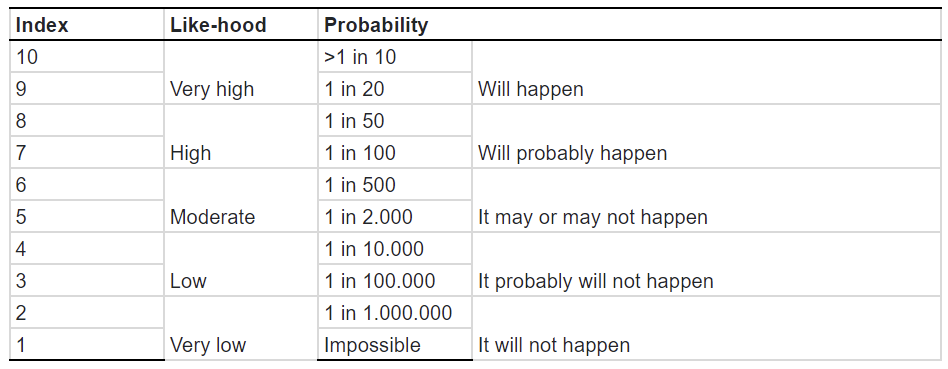 Index Like-hood Probability
10 >1 in 10
9 Very high 1 in 20 Will happen
8 1 in 50
7 High 1 in 100 Will probably happen
6 1 in 500
5 Moderate 1 in 2.000 It may or may not happen
4 1 in 10.000
3 Low 1 in 100.000 It probably will not happen
2 1 in 1.000.000
1 Very low Impossible It will not happen